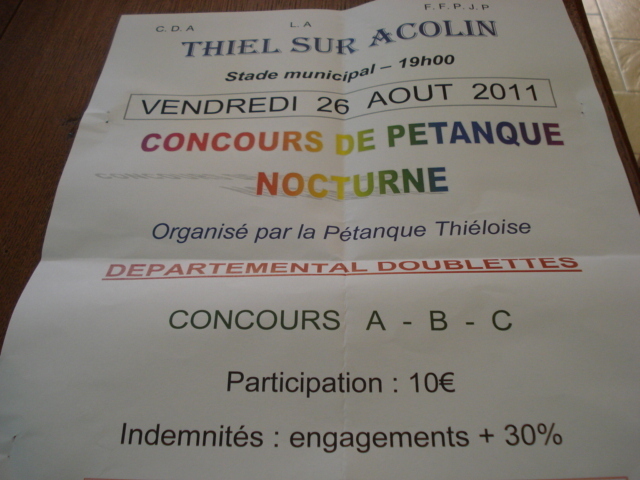 C.D.A L.A F.F.P.J.P
THIEL SUR ACOLIN
Stade municipal – 19h00
VENDREDI 26 AOUT 2011
CONCOURS DE PETANQUE
NOCTURNE
Organisé par la Pétanque Thiéloise
DEPARTEMENTAL DOUBLETTES
CONCOURS A - B - C
Participation : 10€
Indemnités : engagements + 30%